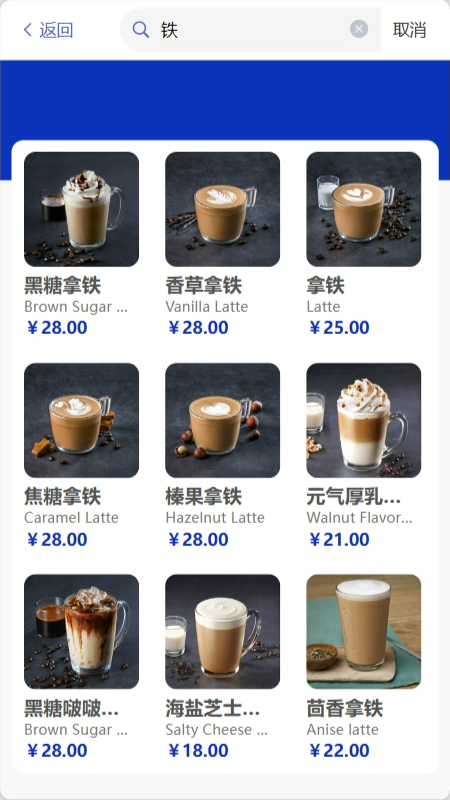 返回
铁
取消
黑糖拿铁
Brown Sugar ...
￥28.00
香草拿铁
Vanilla Latte
￥28.00
拿铁
Latte
￥25.00
焦糖拿铁
Caramel Latte
￥28.00
榛果拿铁
Hazelnut Latte
￥28.00
元气厚乳...
Walnut Flavor...
￥21.00
黑糖啵啵...
Brown Sugar ...
￥28.00
海盐芝士...
Salty Cheese ...
￥18.00
茴香拿铁
Anise latte
￥22.00